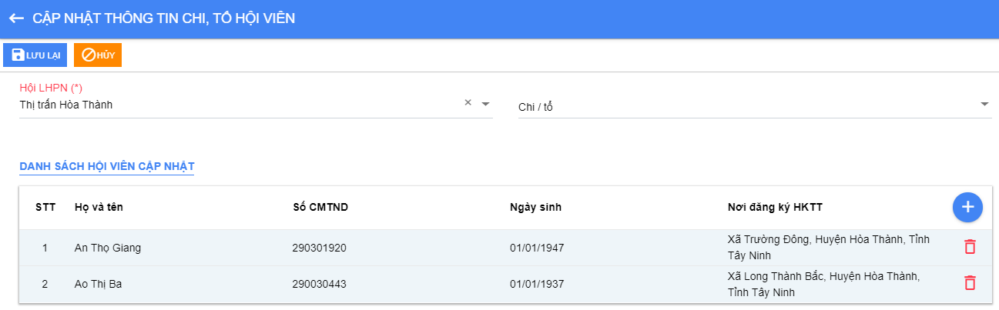 CẬP NHẬT THÔNG TIN CHI, TỔ HỘI VIÊN
LƯU LẠI HỦY
Hội LHPN (*)
Thị trấn Hòa Thành
Chi / tổ
DANH SÁCH HỘI VIÊN CẬP NHẬT
STT Họ và tên Số CMTND Ngày sinh Nơi đăng ký HKTT
1 An Thọ Giang 290301920 01/01/1947 Xã Trường Đông, Huyện Hòa Thành, Tỉnh
Tây Ninh
2 Ao Thị Ba 290030443 01/01/1937 Xã Long Thành Bắc, Huyện Hòa Thành,
Tỉnh Tây Ninh